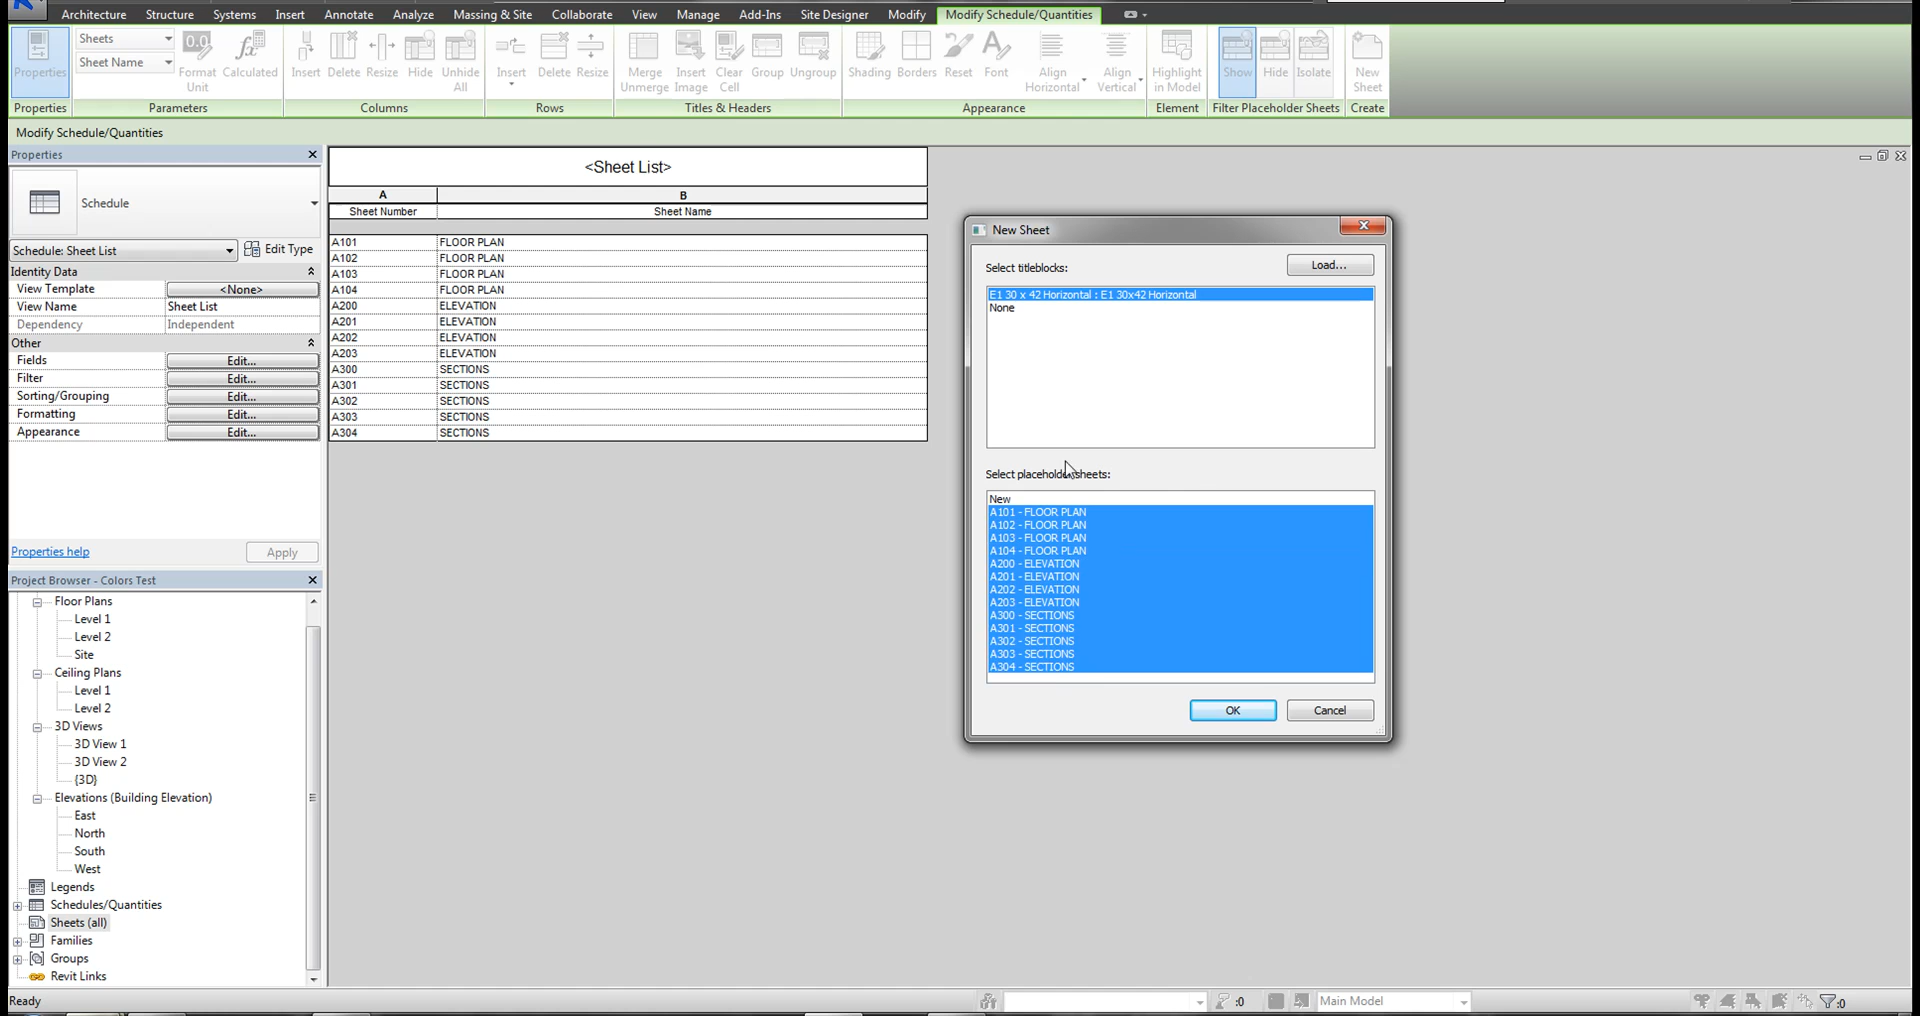 Architecture Structure Systems Insert Annotate Analyze Massing & Site Collaborate View Manage Add-Ins Site Designer Modify Modify Schedule/Quantities
Sheets
Sheet Name
Properties
0.0
Format Unit
Calculated
Insert Delete Resize Hide Unhide All
Insert Delete Resize
Merge Unmerge
Insert Image
Clear Cell
Group Ungroup
Shading Borders Reset Font
Align Horizontal
Align Vertical
Highlight in Model
Show Hide Isolate
New Sheet
Properties Parameters Columns Rows Titles & Headers Appearance Element Filter Placeholder Sheets Create
Modify Schedule/Quantities
Properties
Schedule
Schedule: Sheet List Edit Type
Identity Data
View Template <None>
View Name Sheet List
Dependency Independent
Other
Fields Edit...
Filter Edit...
Sorting/Grouping Edit...
Formatting Edit...
Appearance Edit...
Properties help Apply
Project Browser - Colors Test
Floor Plans
Level 1
Level 2
Site
Ceiling Plans
Level 1
Level 2
3D Views
3D View 1
3D View 2
{3D}
Elevations (Building Elevation)
East
North
South
West
Legends
Schedules/Quantities
Sheets (all)
Families
Groups
Revit Links
<Sheet List>
A B
Sheet Number Sheet Name
A101 FLOOR PLAN
A102 FLOOR PLAN
A103 FLOOR PLAN
A104 FLOOR PLAN
A200 ELEVATION
A201 ELEVATION
A202 ELEVATION
A203 ELEVATION
A300 SECTIONS
A301 SECTIONS
A302 SECTIONS
A303 SECTIONS
A304 SECTIONS
New Sheet
Select titleblocks: Load...
E1 30 x 42 Horizontal : E1 30x42 Horizontal
None
Select placeholder sheets:
New
A101 - FLOOR PLAN
A102 - FLOOR PLAN
A103 - FLOOR PLAN
A104 - FLOOR PLAN
A200 - ELEVATION
A201 - ELEVATION
A202 - ELEVATION
A203 - ELEVATION
A300 - SECTIONS
A301 - SECTIONS
A302 - SECTIONS
A303 - SECTIONS
A304 - SECTIONS
OK Cancel
Ready :0 Main Model :0